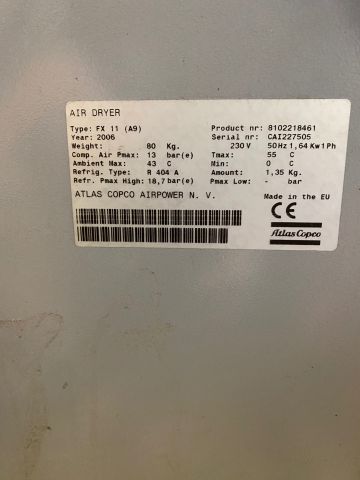 AIR DRYER
Type: FX 11 (A9) Product nr: 8102218461
Year: 2006 Serial nr: CAI227505
Weight: 80 Kg. 230 V 50Hz 1,64 Kw 1Ph
Comp. Air Pmax: 13 bar(e) Tmax: 55 C
Ambient Max: 43 C Min: 0 C
Refrig. Type: R 404 A Amount: 1,35 Kg.
Refr. Pmax High: 18,7 bar(e) Pmax Low: - bar
ATLAS COPCO AIRPOWER N. V. Made in the EU
CE
Atlas Copco